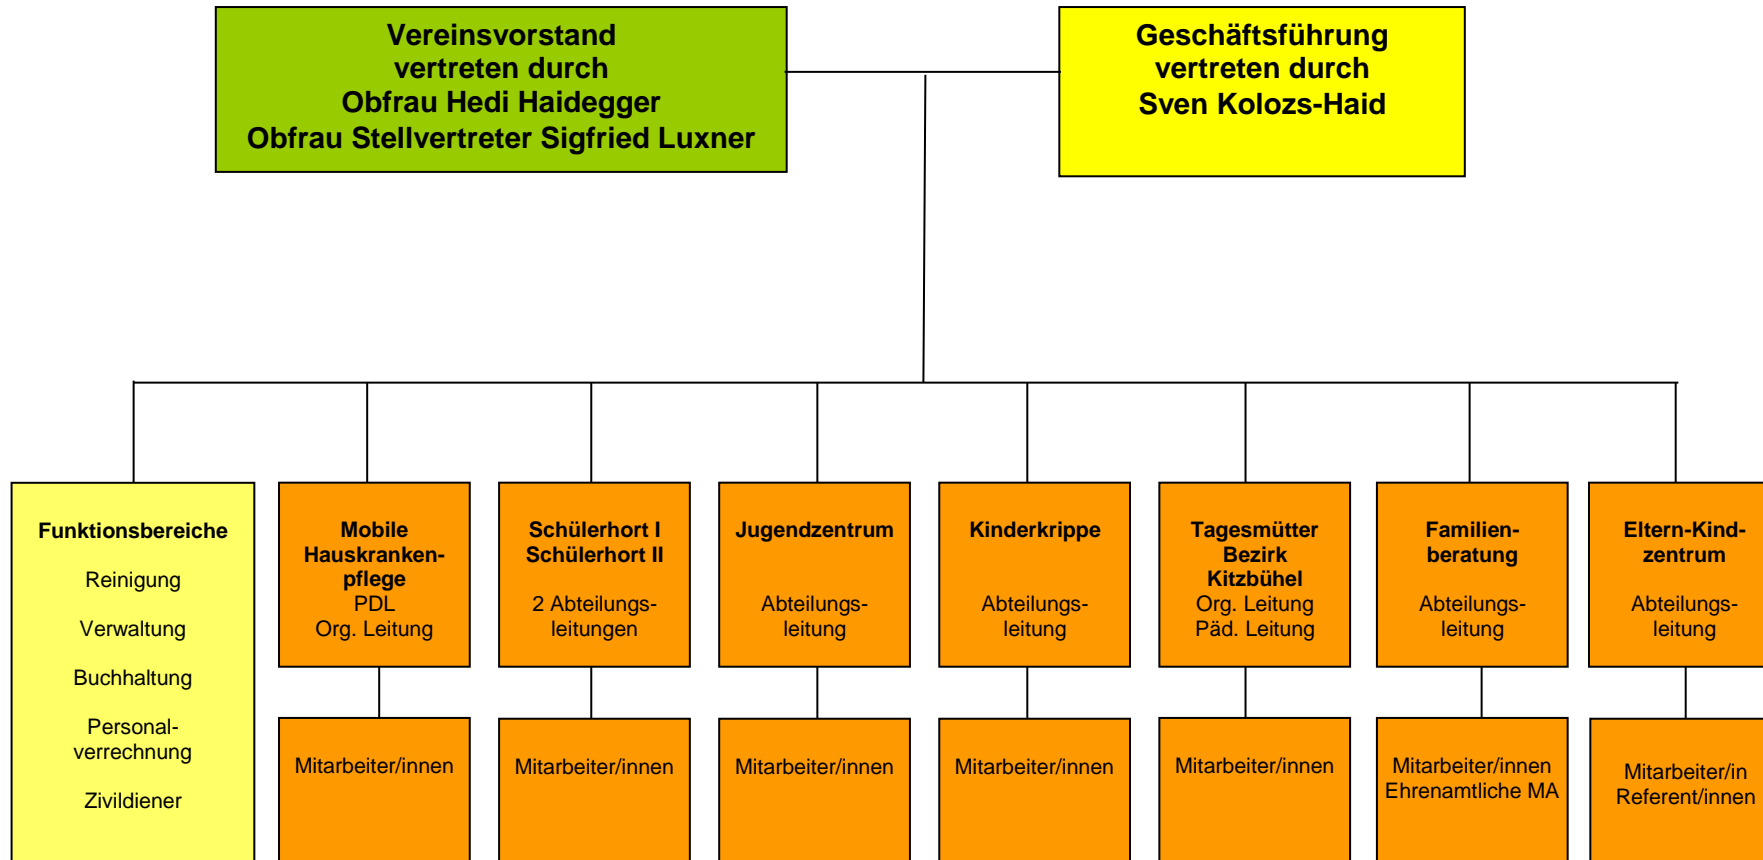 Vereinsvorstand
vertreten durch
Obfrau Hedi Haidegger
Obfrau Stellvertreter Sigfried Luxner
Geschäftsführung
vertreten durch
Sven Kolozs-Haid
Funktionsbereiche
Reinigung
Verwaltung
Buchhaltung
Personal-
verrechnung
Zivildiener
Mobile
Hauskranken-
pflege
PDL
Org. Leitung
Mitarbeiter/innen
Schülerhort I
Schülerhort II
2 Abteilungs-
leitungen
Mitarbeiter/innen
Jugendzentrum
Abteilungs-
leitung
Mitarbeiter/innen
Kinderkrippe
Abteilungs-
leitung
Mitarbeiter/innen
Tagesmütter
Bezirk
Kitzbühel
Org. Leitung
Päd. Leitung
Mitarbeiter/innen
Familien-
beratung
Abteilungs-
leitung
Mitarbeiter/innen
Ehrenamtliche MA
Eltern-Kind-
zentrum
Abteilungs-
leitung
Mitarbeiter/in
Referent/innen